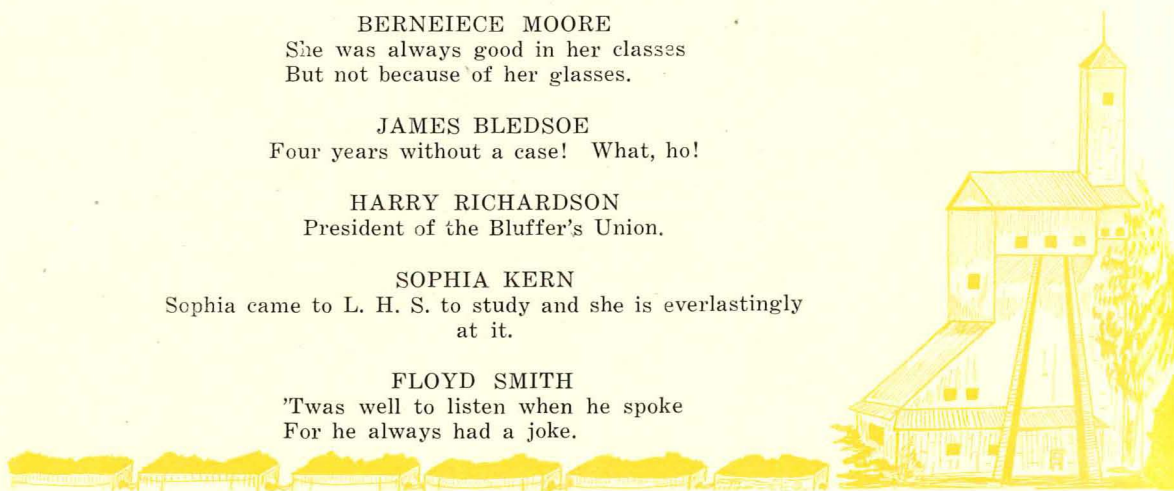 BERNEIECE MOORE
She was always good in her classes
But not because of her glasses.
JAMES BLEDSOE
Four years without a case! What, ho!
HARRY RICHARDSON
President of the Bluffer's Union.
SOPHIA KERN
Sophia came to L. H. S. to study and she is everlastingly
at it.
FLOYD SMITH
'Twas well to listen when he spoke
For he always had a joke.